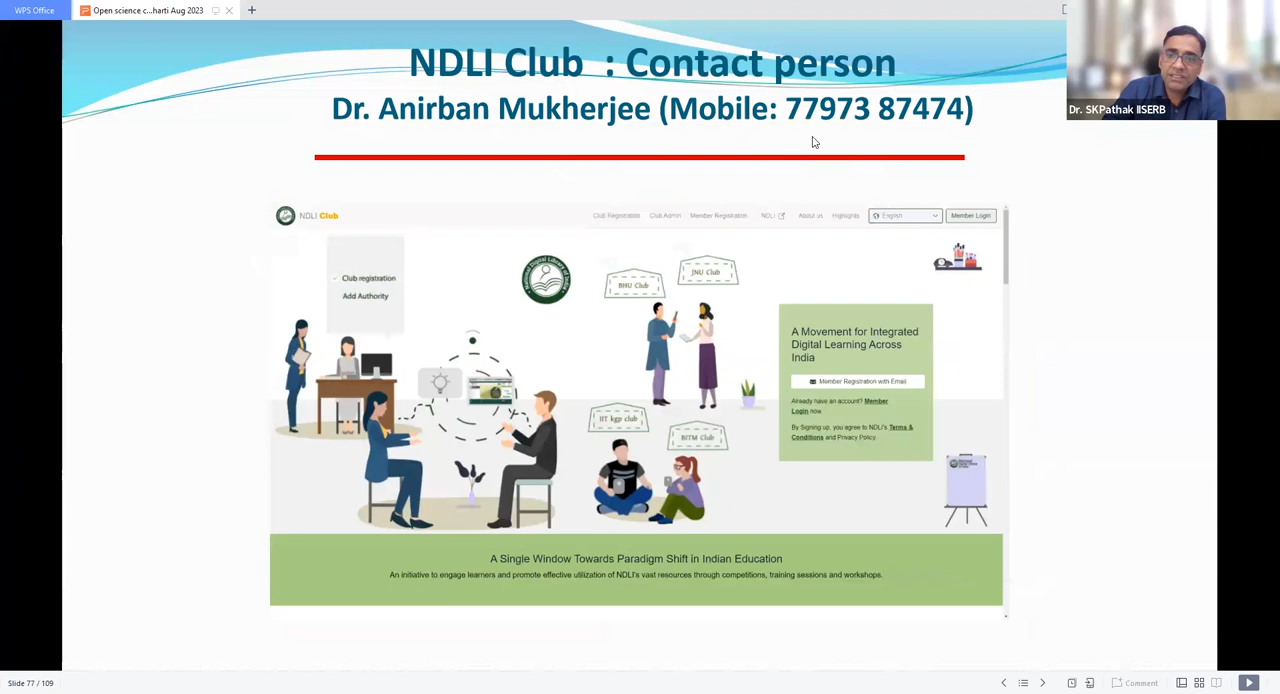 WPS Office
Open science c...harti Aug 2023
NDLI Club : Contact person
Dr. Anirban Mukherjee (Mobile: 77973 87474)
Dr. SKPathak IISERB
NDLI Club
Club Registration Club Admin Member Registration NDLI About us Highlights English Member Login
Club registration
Add Authority
National Digital Library of India
BHU Club
JNU Club
IIT kgp club
BITM Club
A Movement for Integrated
Digital Learning Across
India
Member Registration with Email
Already have an account? Member
Login now
By Signing up, you agree to NDLI's Terms &
Conditions and Privacy Policy.
A Single Window Towards Paradigm Shift in Indian Education
An initiative to engage learners and promote effective utilization of NDLI's vast resources through competitions, training sessions and workshops.
Slide 77 / 109
Comment